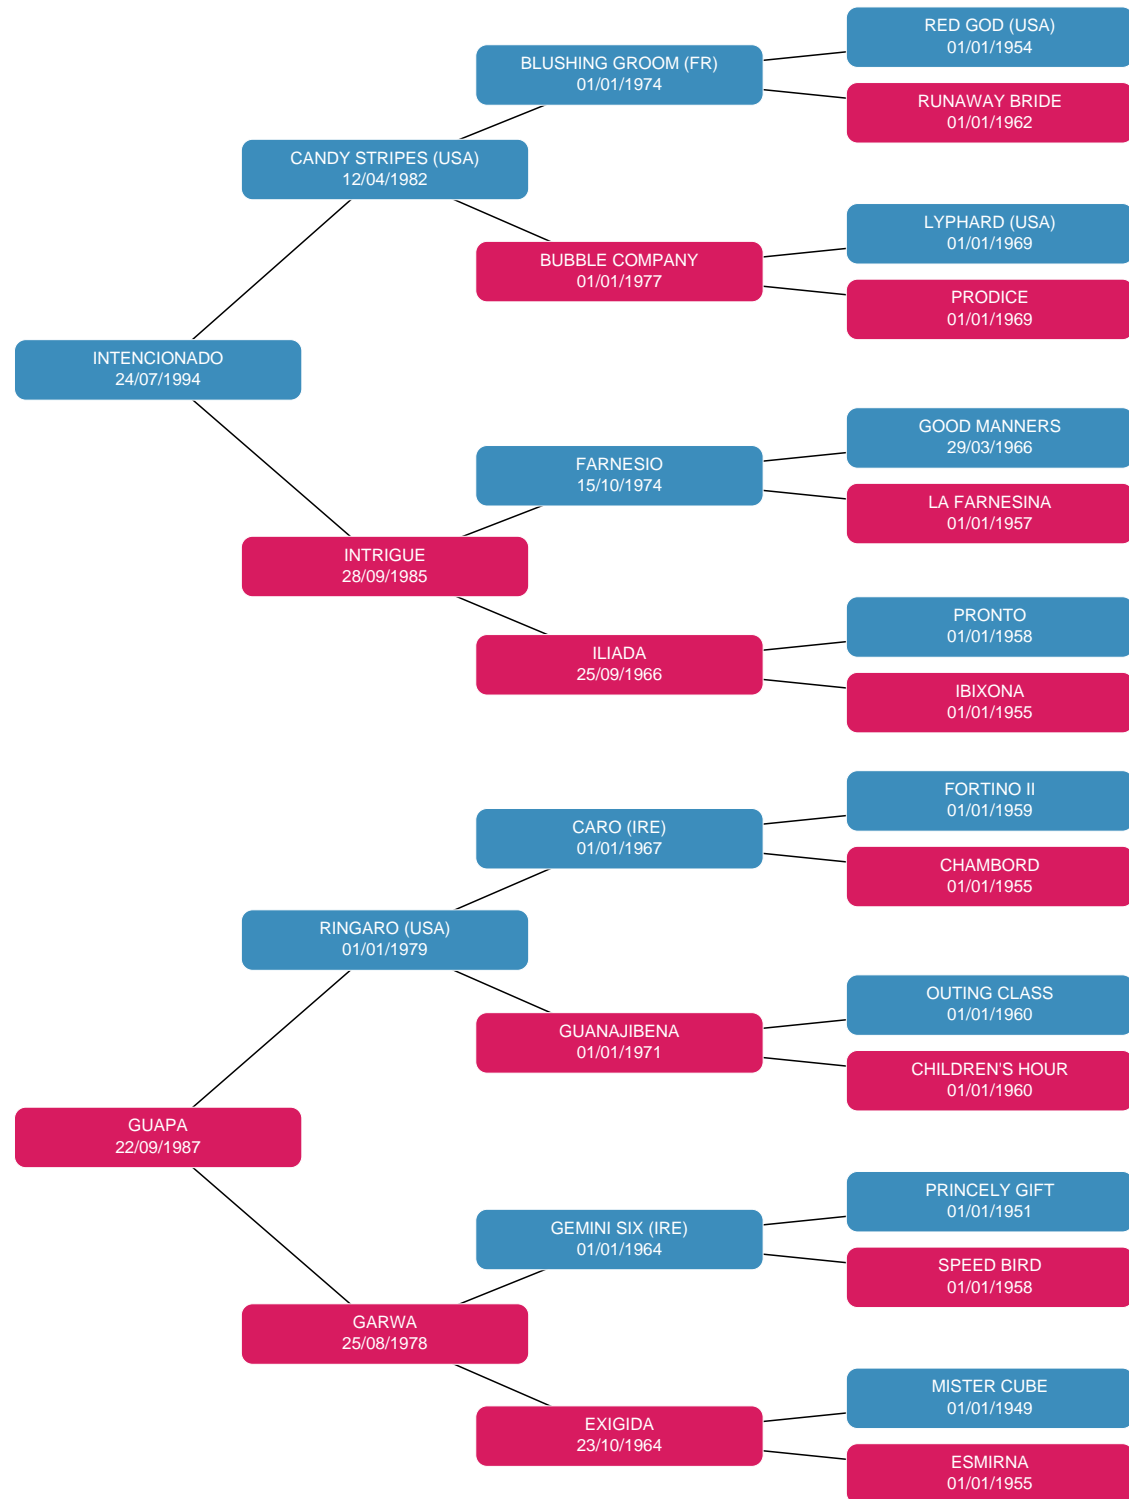 RED GOD (USA)
01/01/1954
BLUSHING GROOM (FR)
01/01/1974
RUNAWAY BRIDE
01/01/1962
CANDY STRIPES (USA)
12/04/1982
LYPHARD (USA)
01/01/1969
BUBBLE COMPANY
01/01/1977
PRODICE
01/01/1969
INTENCIONADO
24/07/1994
GOOD MANNERS
29/03/1966
FARNESIO
15/10/1974
LA FARNESINA
01/01/1957
INTRIGUE
28/09/1985
PRONTO
01/01/1958
ILIADA
25/09/1966
IBIXONA
01/01/1955
FORTINO II
01/01/1959
CARO (IRE)
01/01/1967
CHAMBORD
01/01/1955
RINGARO (USA)
01/01/1979
OUTING CLASS
01/01/1960
GUANAJIBENA
01/01/1971
CHILDREN'S HOUR
01/01/1960
GUAPA
22/09/1987
PRINCELY GIFT
01/01/1951
GEMINI SIX (IRE)
01/01/1964
SPEED BIRD
01/01/1958
GARWA
25/08/1978
MISTER CUBE
01/01/1949
EXIGIDA
23/10/1964
ESMIRNA
01/01/1955